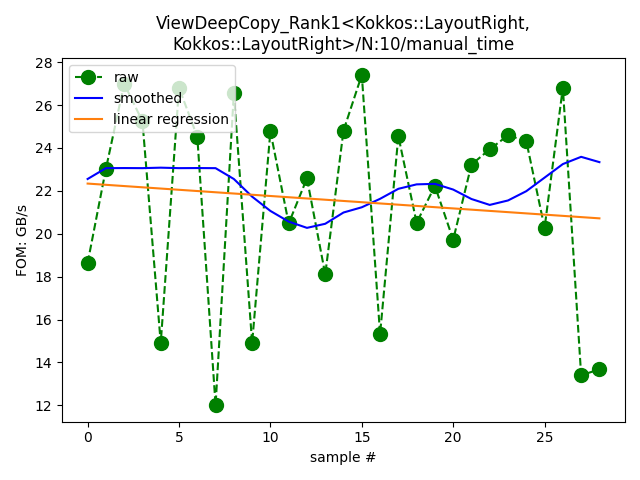 ViewDeepCopy_Rank1<Kokkos::LayoutRight,
Kokkos::LayoutRight>/N:10/manual_time
28
26
24
22
20
18
16
14
12
FOM: GB/s
raw
smoothed
linear regression
0
5
10
15
20
25
sample #